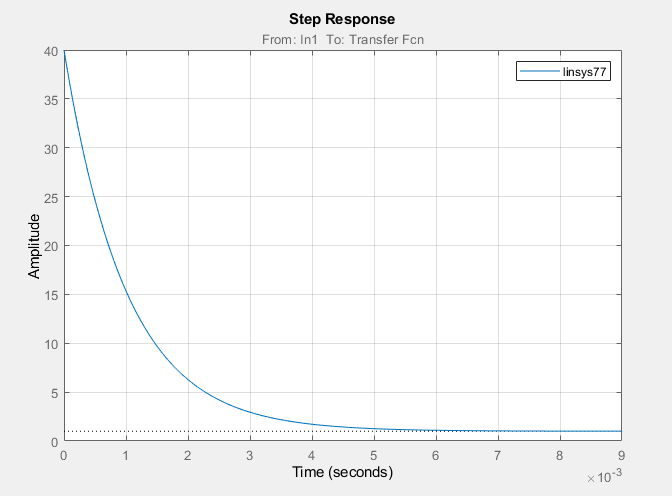 Step Response
From: In1 To: Transfer Fcn
linsys77
40
35
30
25
20
15
10
5
0
Amplitude
0 1 2 3 4 5 6 7 8 9
Time (seconds)
×10-3